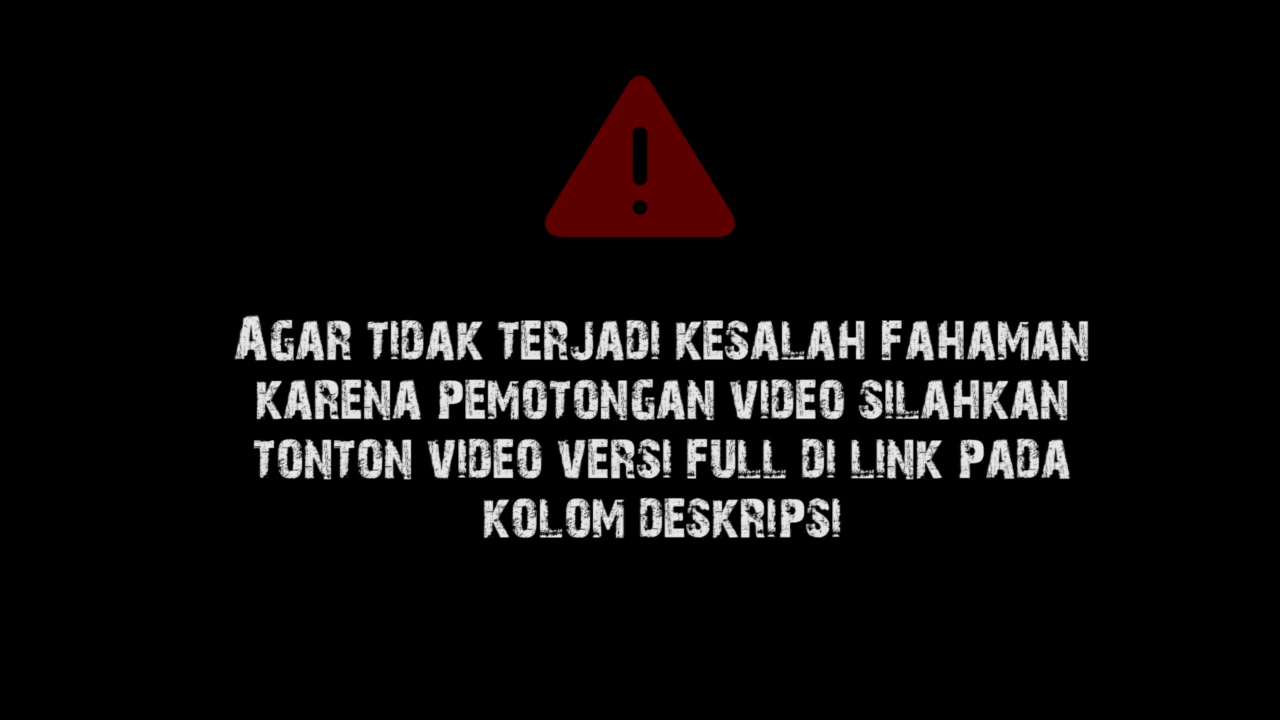 Agar tidak terjadi kesalah fahaman
karena pemotongan video silahkan
tonton video versi full di link pada
kolom deskripsi